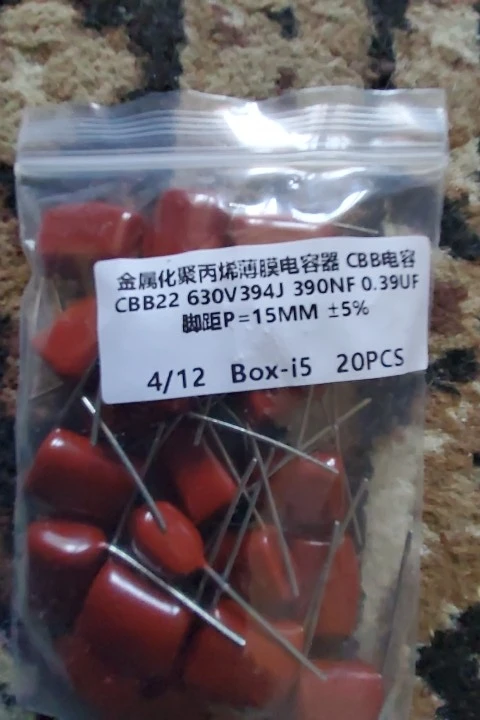 金属化聚丙烯薄膜电容器 CBB电容
CBB22 630V394J 390NF 0.39UF
脚距P=15MM ±5%
4/12 Box-i5 20PCS